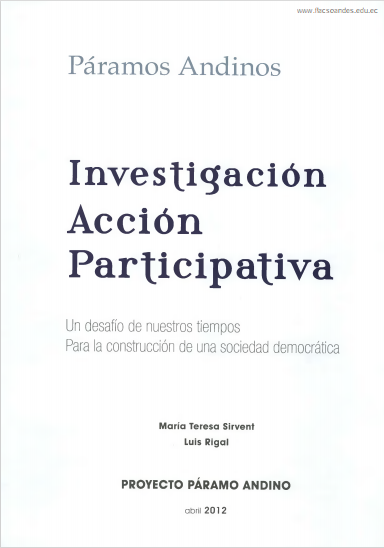 www.flacsoandes.edu.ec
Páramos Andinos
Investigación
Acción
Participativa
Un desafío de nuestros tiempos
Para la construcción de una sociedad democrática
María Teresa Sirvent
Luis Rigal
PROYECTO PÁRAMO ANDINO
abril 2012